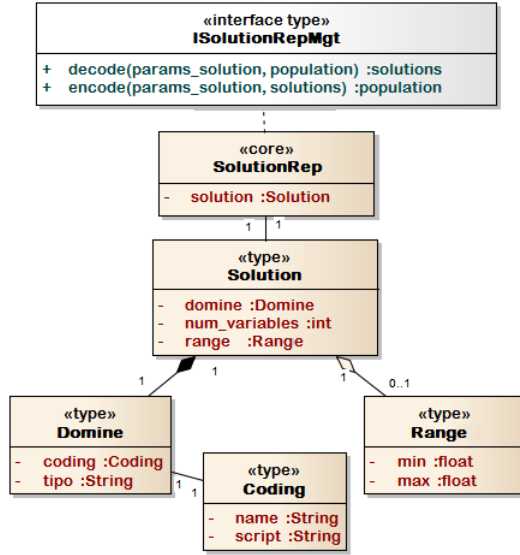 «interface type»
ISolutionRepMgt
+ decode(params_solution, population) :solutions
+ encode(params_solution, solutions) :population
«core»
SolutionRep
- solution :Solution
1 1
«type»
Solution
- domine :Domine
- num_variables :int
- range :Range
1 1 1 0..1
«type»
Domine
- coding :Coding
- tipo :String
«type»
Range
- min :float
- max :float
1 1
«type»
Coding
- name :String
- script :String